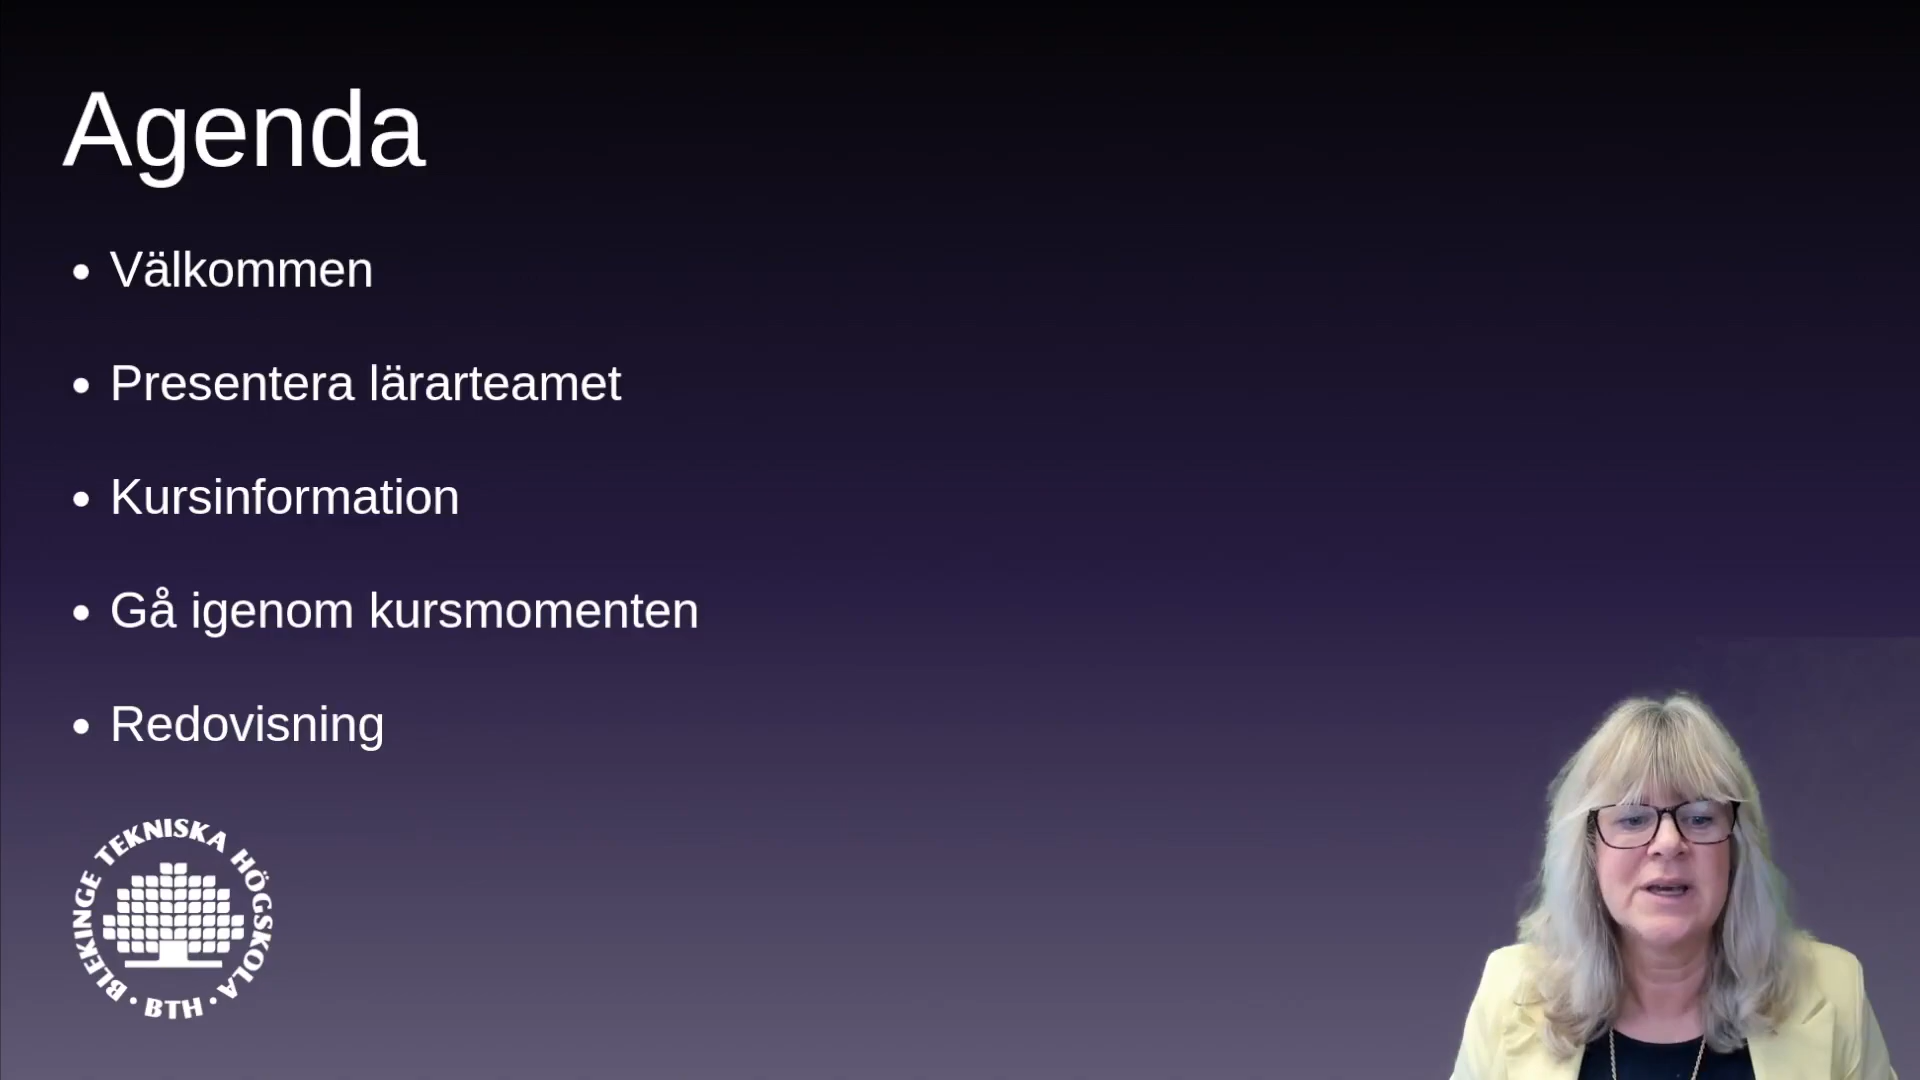 Agenda
Välkommen
Presentera lärarteamet
Kursinformation
Gå igenom kursmomenten
Redovisning
BLEKINGE TEKNISKA HÖGSKOLA
· BTH ·